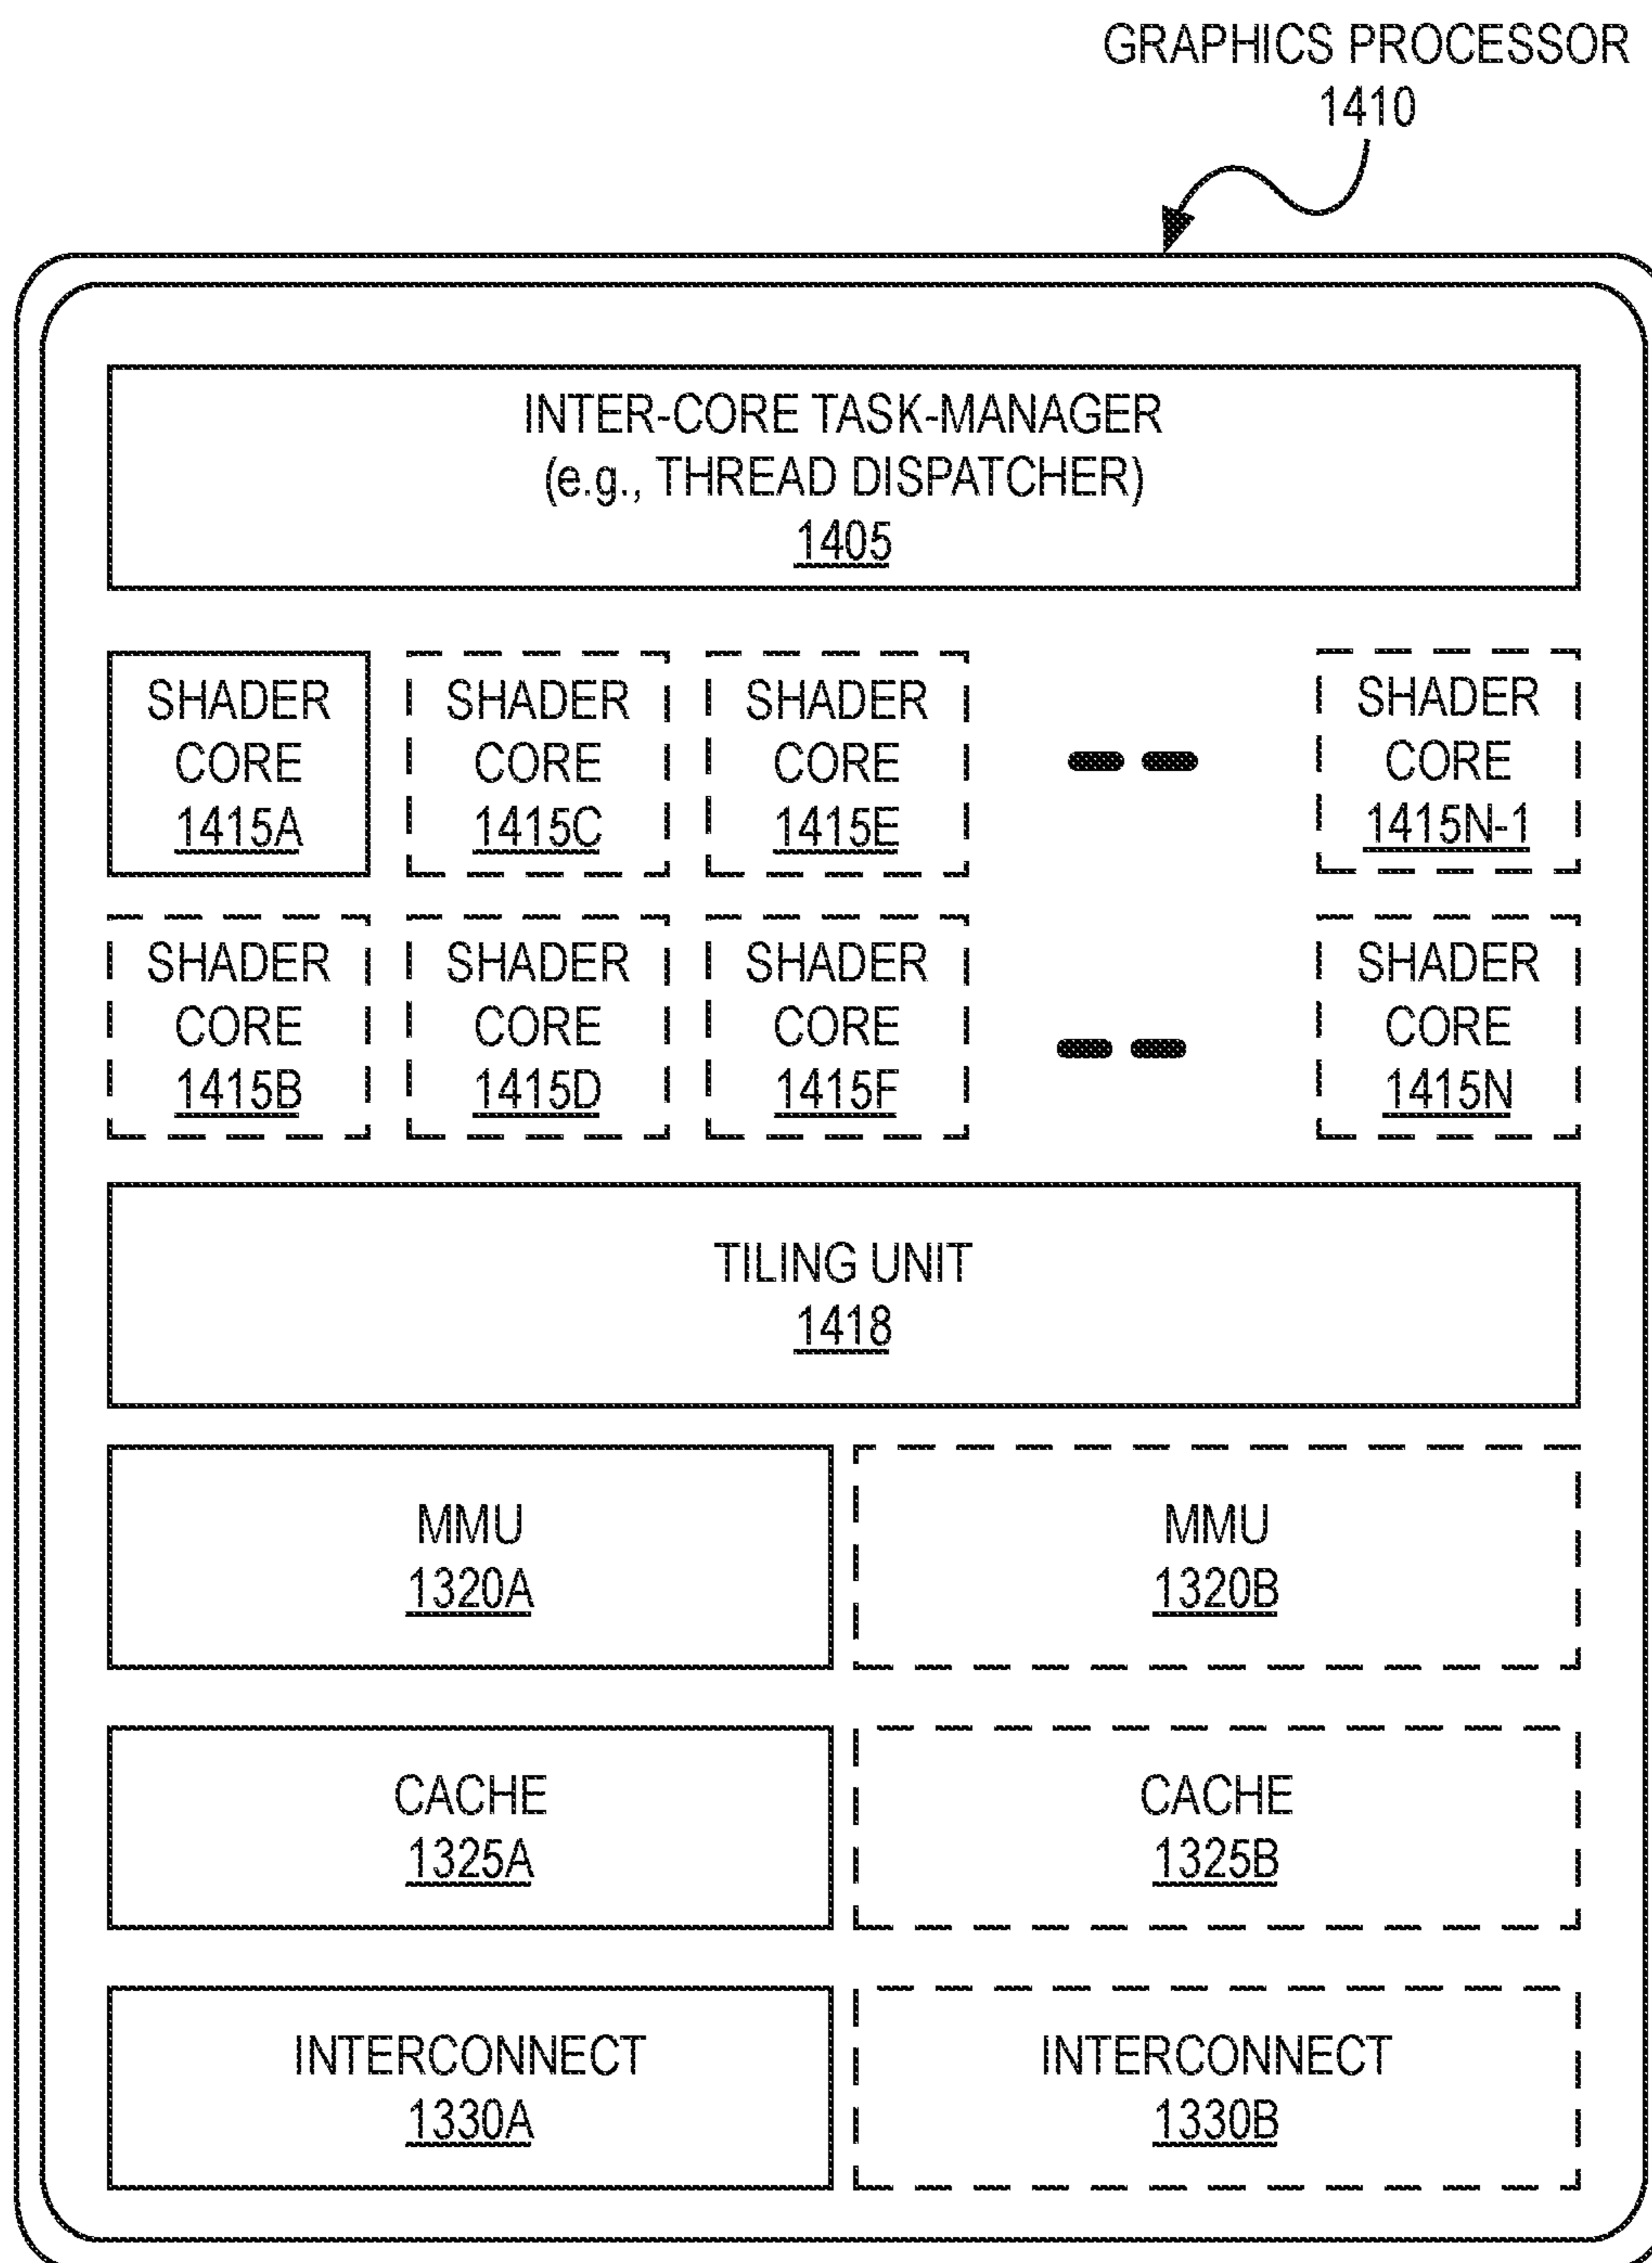 GRAPHICS PROCESSOR
1410
INTER-CORE TASK-MANAGER
(e.g., THREAD DISPATCHER)
1405
SHADER
CORE
1415A
SHADER
CORE
1415C
SHADER
CORE
1415E
SHADER
CORE
1415N-1
SHADER
CORE
1415B
SHADER
CORE
1415D
SHADER
CORE
1415F
SHADER
CORE
1415N
TILING UNIT
1418
MMU
1320A
MMU
1320B
CACHE
1325A
CACHE
1325B
INTERCONNECT
1330A
INTERCONNECT
1330B